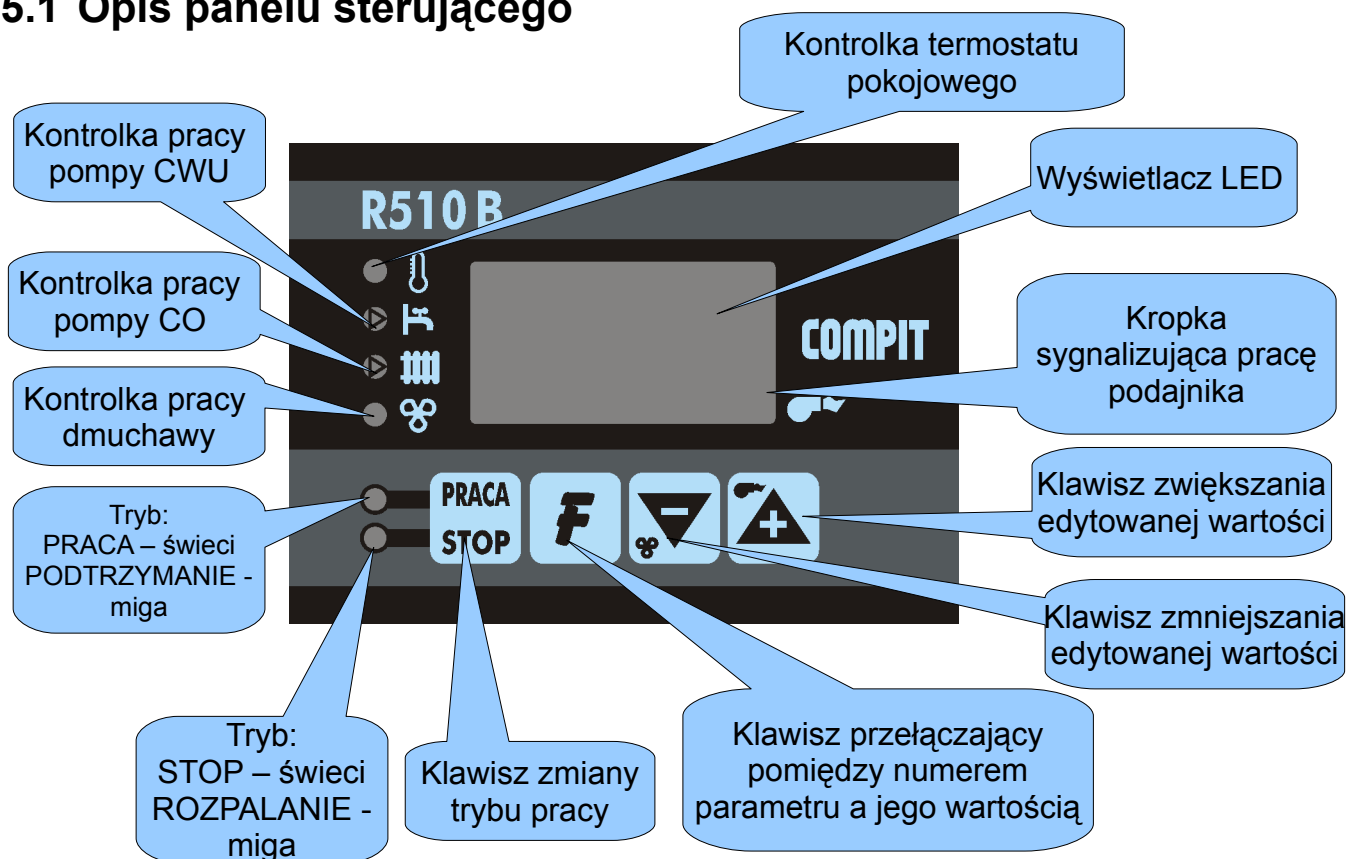 5.1 Opis panelu sterującego
Kontrolka termostatu
pokojowego
Kontrolka pracy
pompy CWU
Wyświetlacz LED
R510 B
Kontrolka pracy
pompy CO
Kropka
sygnalizująca pracę
podajnika
COMPIT
Kontrolka pracy
dmuchawy
Klawisz zwiększania
edytowanej wartości
PRACA
STOP
F
-
+
Tryb:
PRACA – świeci
PODTRZYMANIE -
miga
Klawisz zmniejszania
edytowanej wartości
Tryb:
STOP – świeci
ROZPALANIE -
miga
Klawisz zmiany
trybu pracy
Klawisz przełączający
pomiędzy numerem
parametru a jego wartością